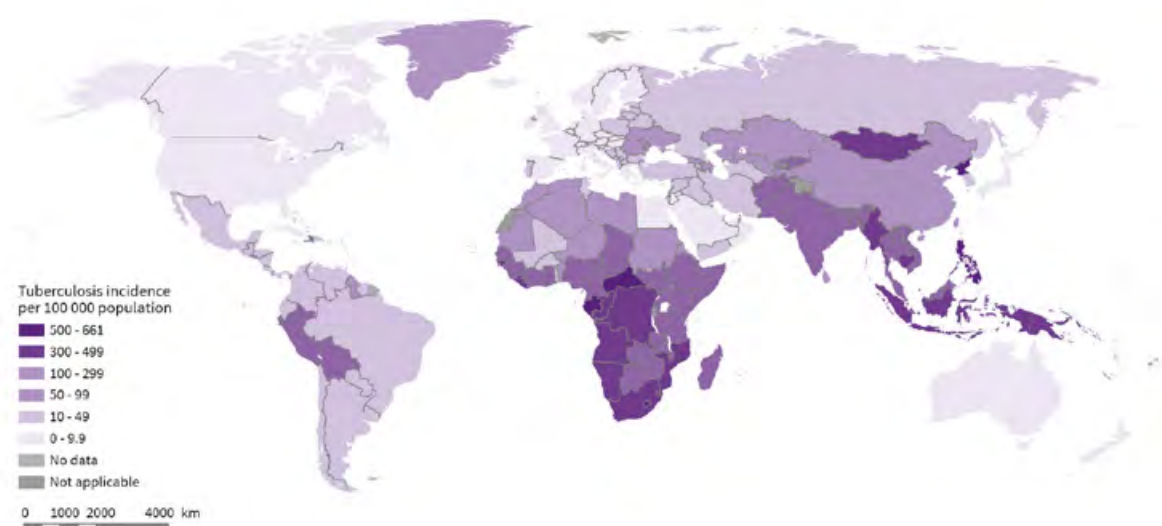 Tuberculosis incidence
per 100 000 population
500 - 661
300 - 499
100 - 299
50 - 99
10 - 49
0 - 9.9
No data
Not applicable
0 1000 2000 4000 km